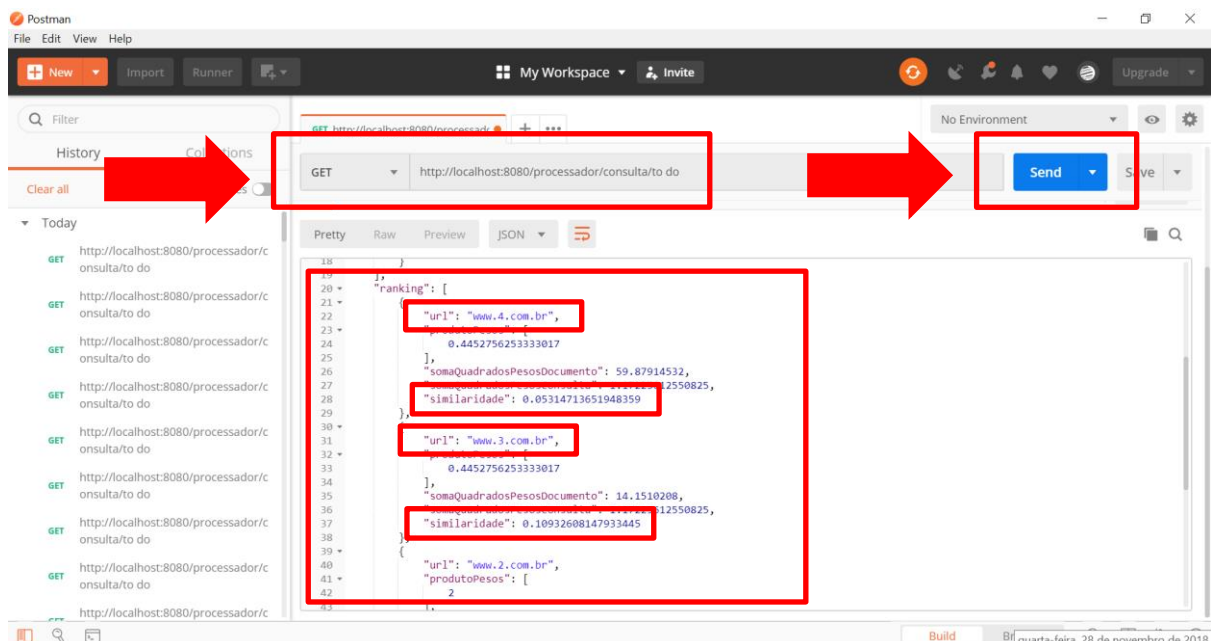 Postman
File Edit View Help
New Import Runner My Workspace Invite Upgrade
Filter
History
Clear all
Today
GET http://localhost:8080/processador/c
onsulta/to do
GET http://localhost:8080/processador/c
onsulta/to do
GET http://localhost:8080/processador/c
onsulta/to do
GET http://localhost:8080/processador/c
onsulta/to do
GET http://localhost:8080/processador/c
onsulta/to do
GET http://localhost:8080/processador/c
onsulta/to do
GET http://localhost:8080/processador/c
onsulta/to do
GET http://localhost:8080/processador/c
onsulta/to do
http://localhost:8080/processador/c
No Environment
GET http://localhost:8080/processador/consulta/to do Send
Pretty Raw Preview JSON
18 }
19 ],
20 "ranking": [
21 {
22 "url": "www.4.com.br",
23
24 0.4452756253333017
25 ],
26 "somaQuadradosPesosDocumento": 59.87914532,
27
28 "similaridade": 0.05314713651948359
29 },
30
31 "url": "www.3.com.br",
32
33 0.4452756253333017
34 ],
35 "somaQuadradosPesosDocumento": 14.1510208,
36
37 "similaridade": 0.10932608147933445
38
39 {
40 "url": "www.2.com.br",
41 "produtoPesos": [
42 2
43
Build
quarta-feira, 28 de novembro de 2018